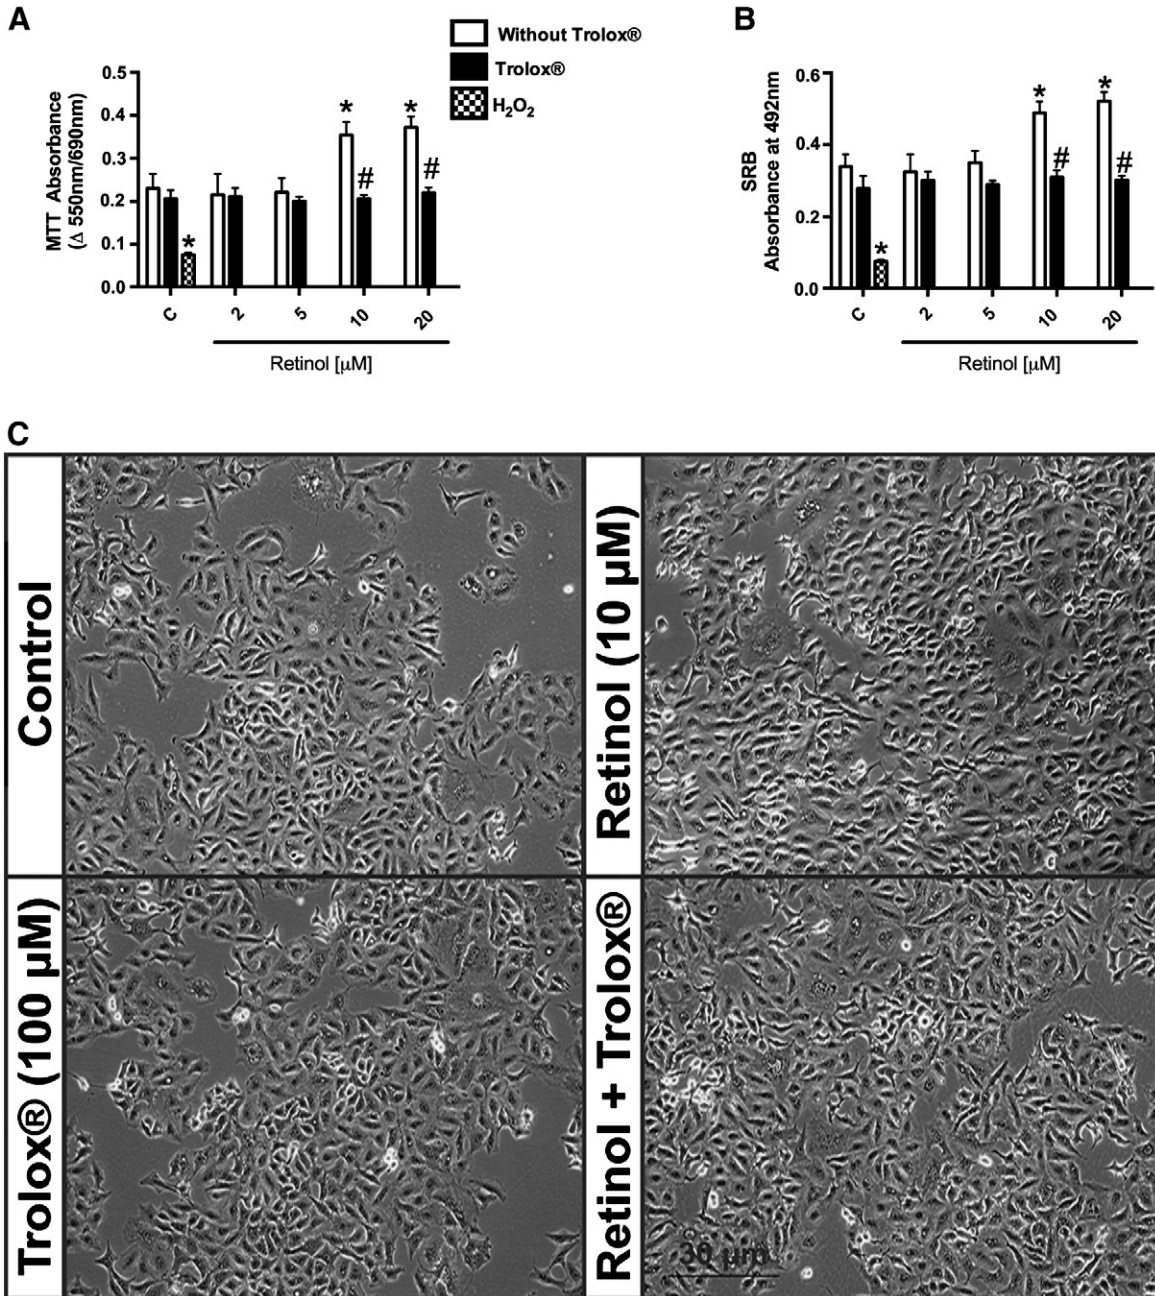 A
Without Trolox®
Trolox®
H₂O₂
MTT Absorbance
(Δ 550nm/690nm)
0.5
0.4
0.3
0.2
0.1
0.0
*
*
#
*
#
C
2
5
10
20
Retinol [μM]
B
SRB
Absorbance at 492nm
0.6
0.4
0.2
0.0
*
*
#
*
#
C
2
5
10
20
Retinol [μM]
C
Control
Retinol (10 μM)
Trolox® (100 μM)
Retinol + Trolox®
30 μm